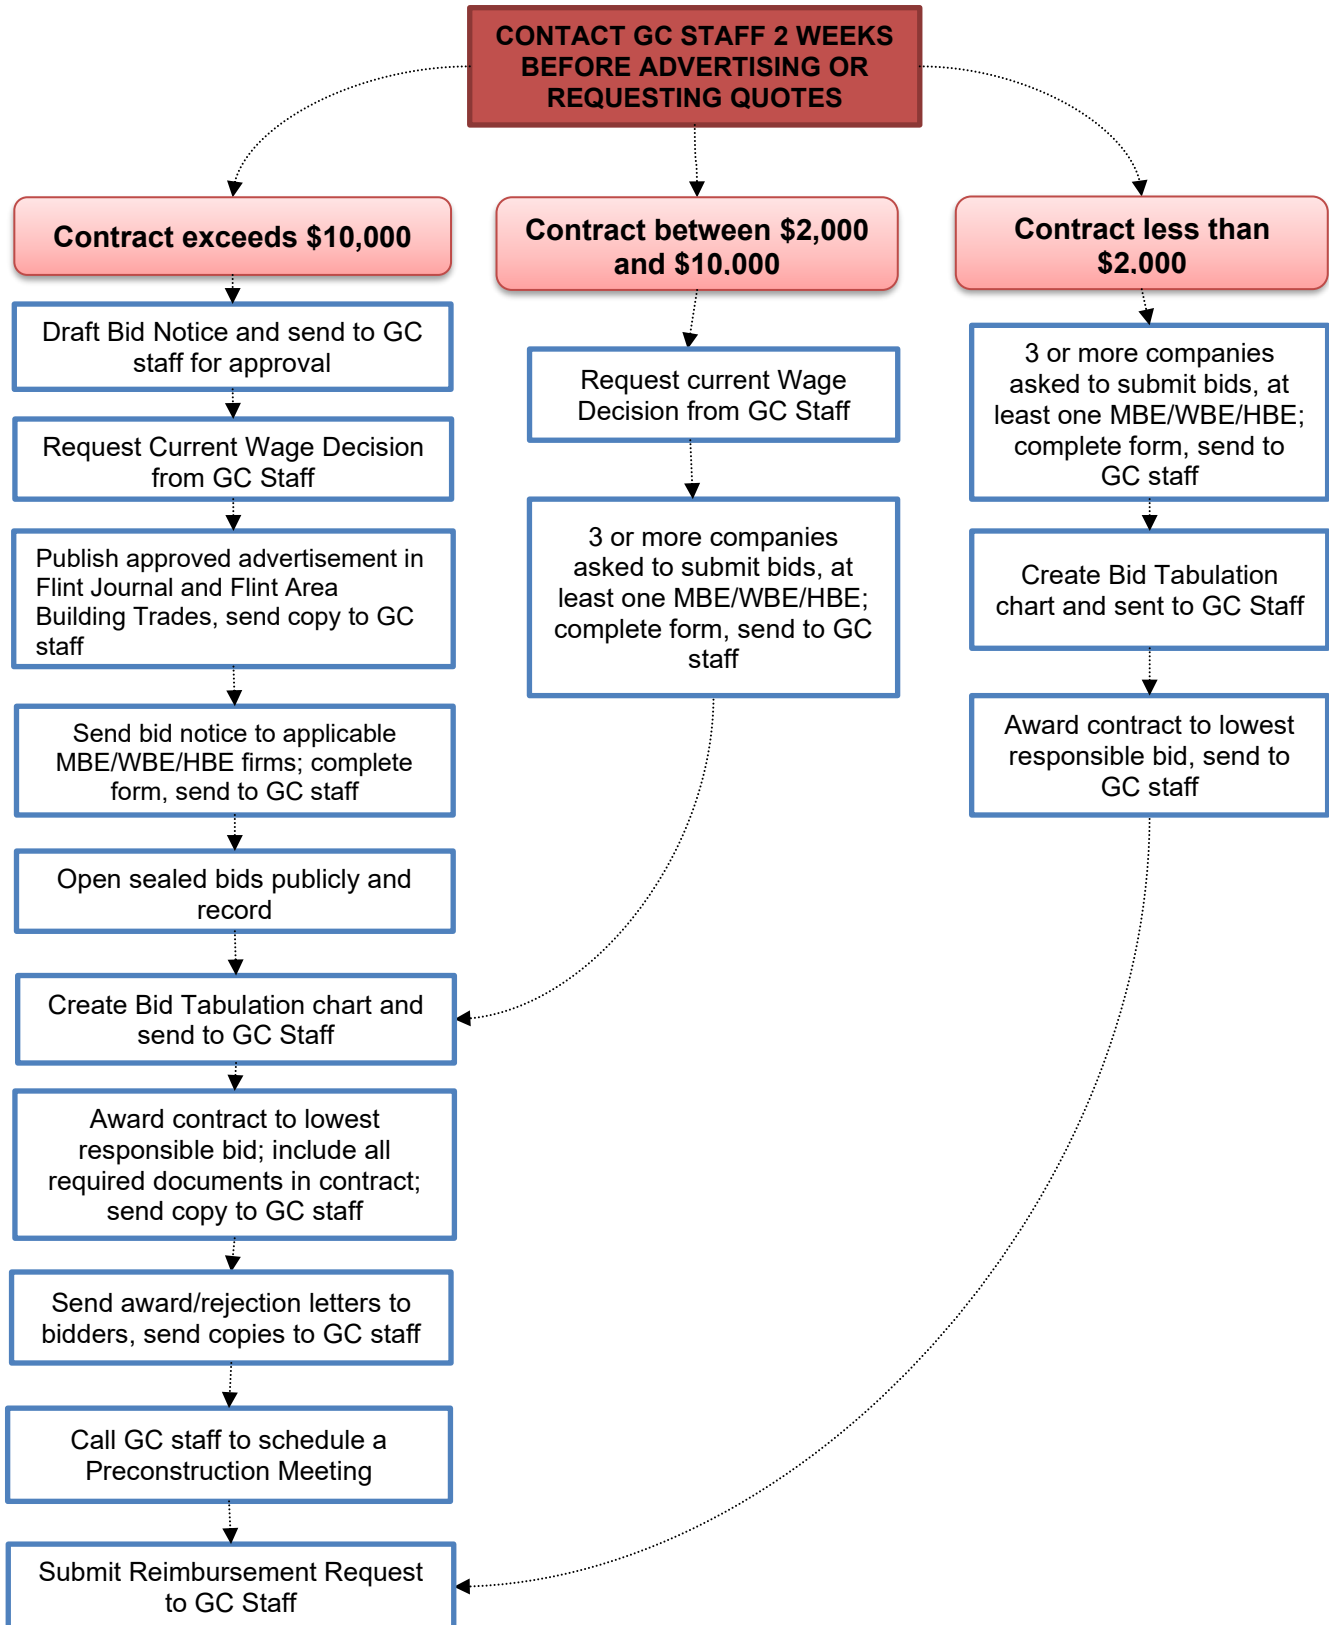 CONTACT GC STAFF 2 WEEKS
BEFORE ADVERTISING OR
REQUESTING QUOTES
Contract exceeds $10,000
Draft Bid Notice and send to GC
staff for approval
Request Current Wage Decision
from GC Staff
Publish approved advertisement in
Flint Journal and Flint Area
Building Trades, send copy to GC
staff
Send bid notice to applicable
MBE/WBE/HBE firms; complete
form, send to GC staff
Open sealed bids publicly and
record
Create Bid Tabulation chart and
send to GC Staff
Award contract to lowest
responsible bid; include all
required documents in contract;
send copy to GC staff
Send award/rejection letters to
bidders, send copies to GC staff
Call GC staff to schedule a
Preconstruction Meeting
Submit Reimbursement Request
to GC Staff
Contract between $2,000
and $10,000
Request current Wage
Decision from GC Staff
3 or more companies
asked to submit bids, at
least one MBE/WBE/HBE;
complete form, send to GC
staff
Contract less than
$2,000
3 or more companies
asked to submit bids, at
least one MBE/WBE/HBE;
complete form, send to
GC staff
Create Bid Tabulation
chart and sent to GC Staff
Award contract to lowest
responsible bid, send to
GC staff